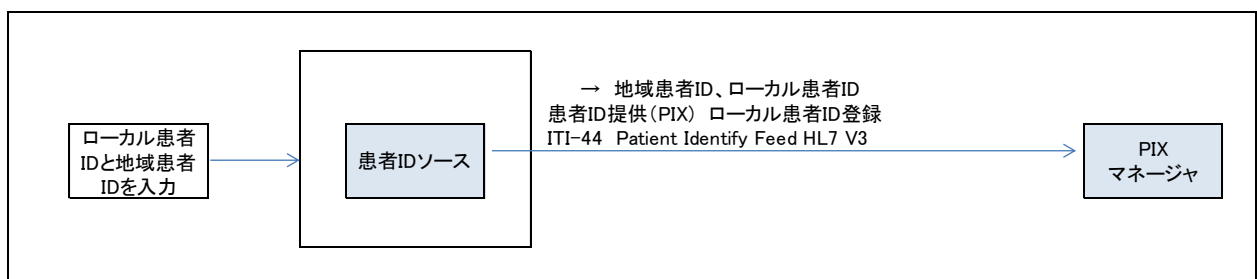 ローカル患者
IDと地域患者
IDを入力
患者IDソース
→ 地域患者ID、ローカル患者ID
患者ID提供(PIX) ローカル患者ID登録
ITI-44 Patient Identify Feed HL7 V3
PIX
マネージャ